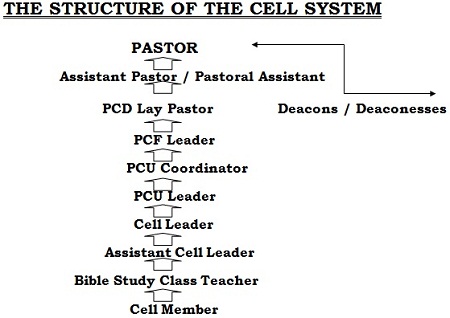 THE STRUCTURE OF THE CELL SYSTEM
PASTOR
Assistant Pastor / Pastoral Assistant
PCD Lay Pastor
Deacons / Deaconesses
PCF Leader
PCU Coordinator
PCU Leader
Cell Leader
Assistant Cell Leader
Bible Study Class Teacher
Cell Member